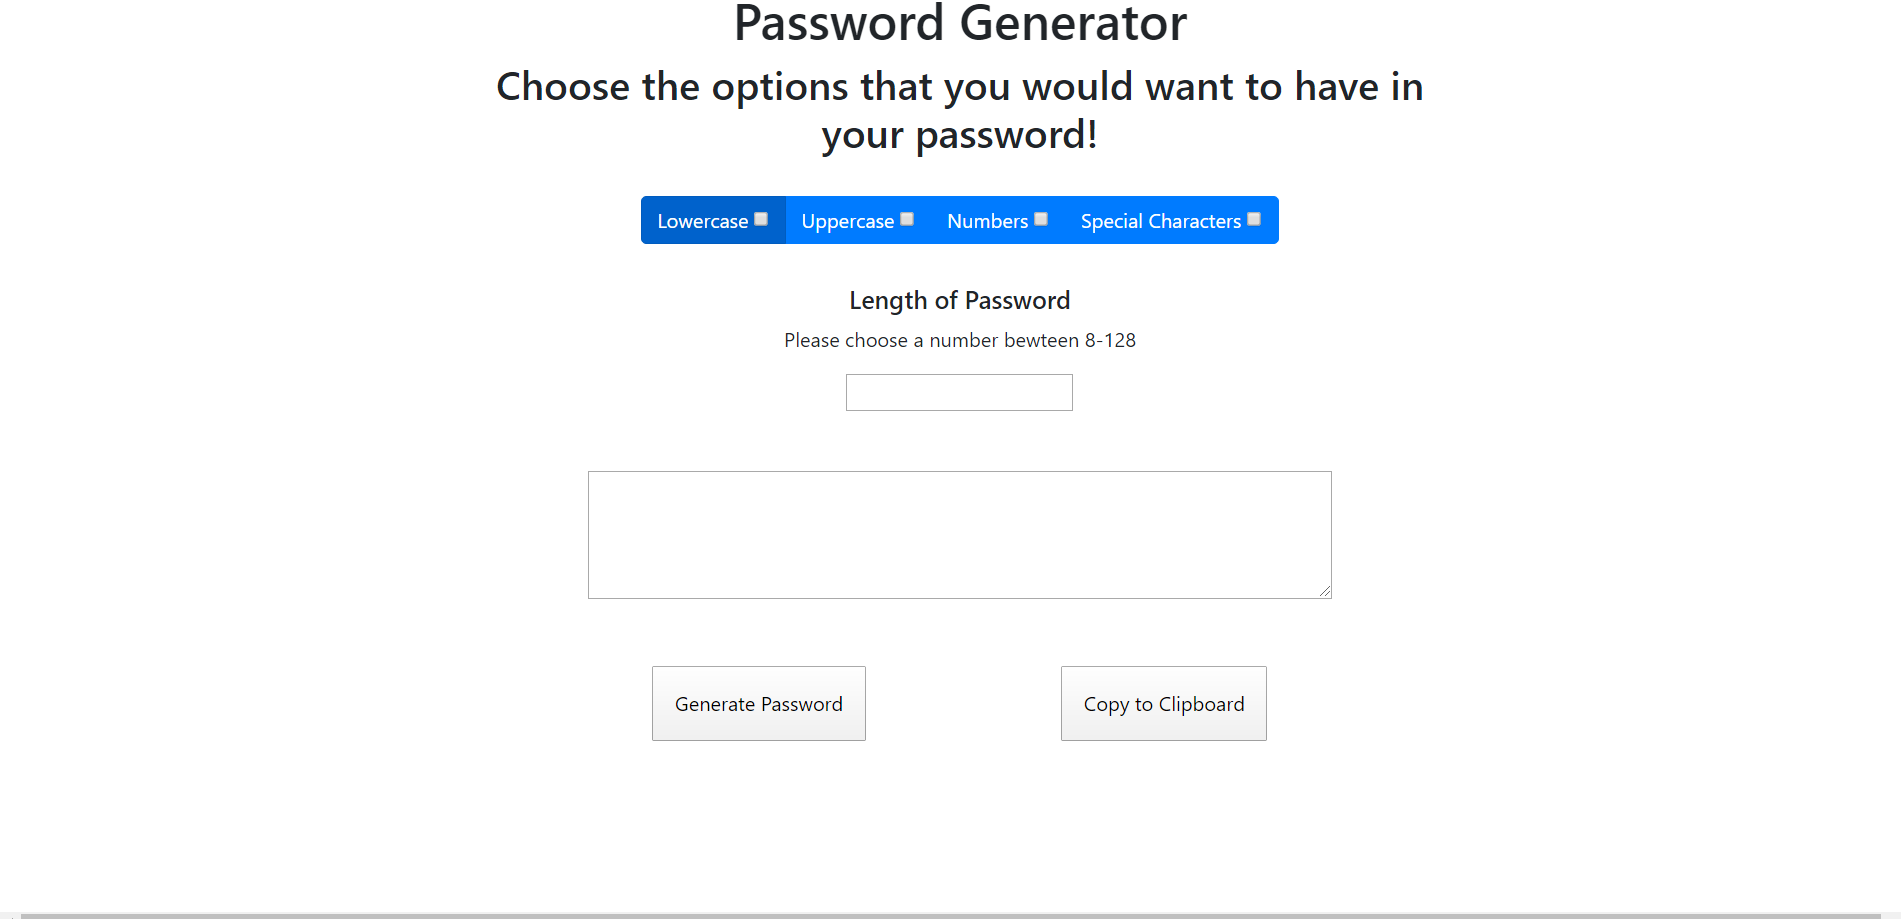 Password Generator
Choose the options that you would want to have in
your password!
Lowercase Uppercase Numbers Special Characters
Length of Password
Please choose a number bewteen 8-128
Generate Password Copy to Clipboard